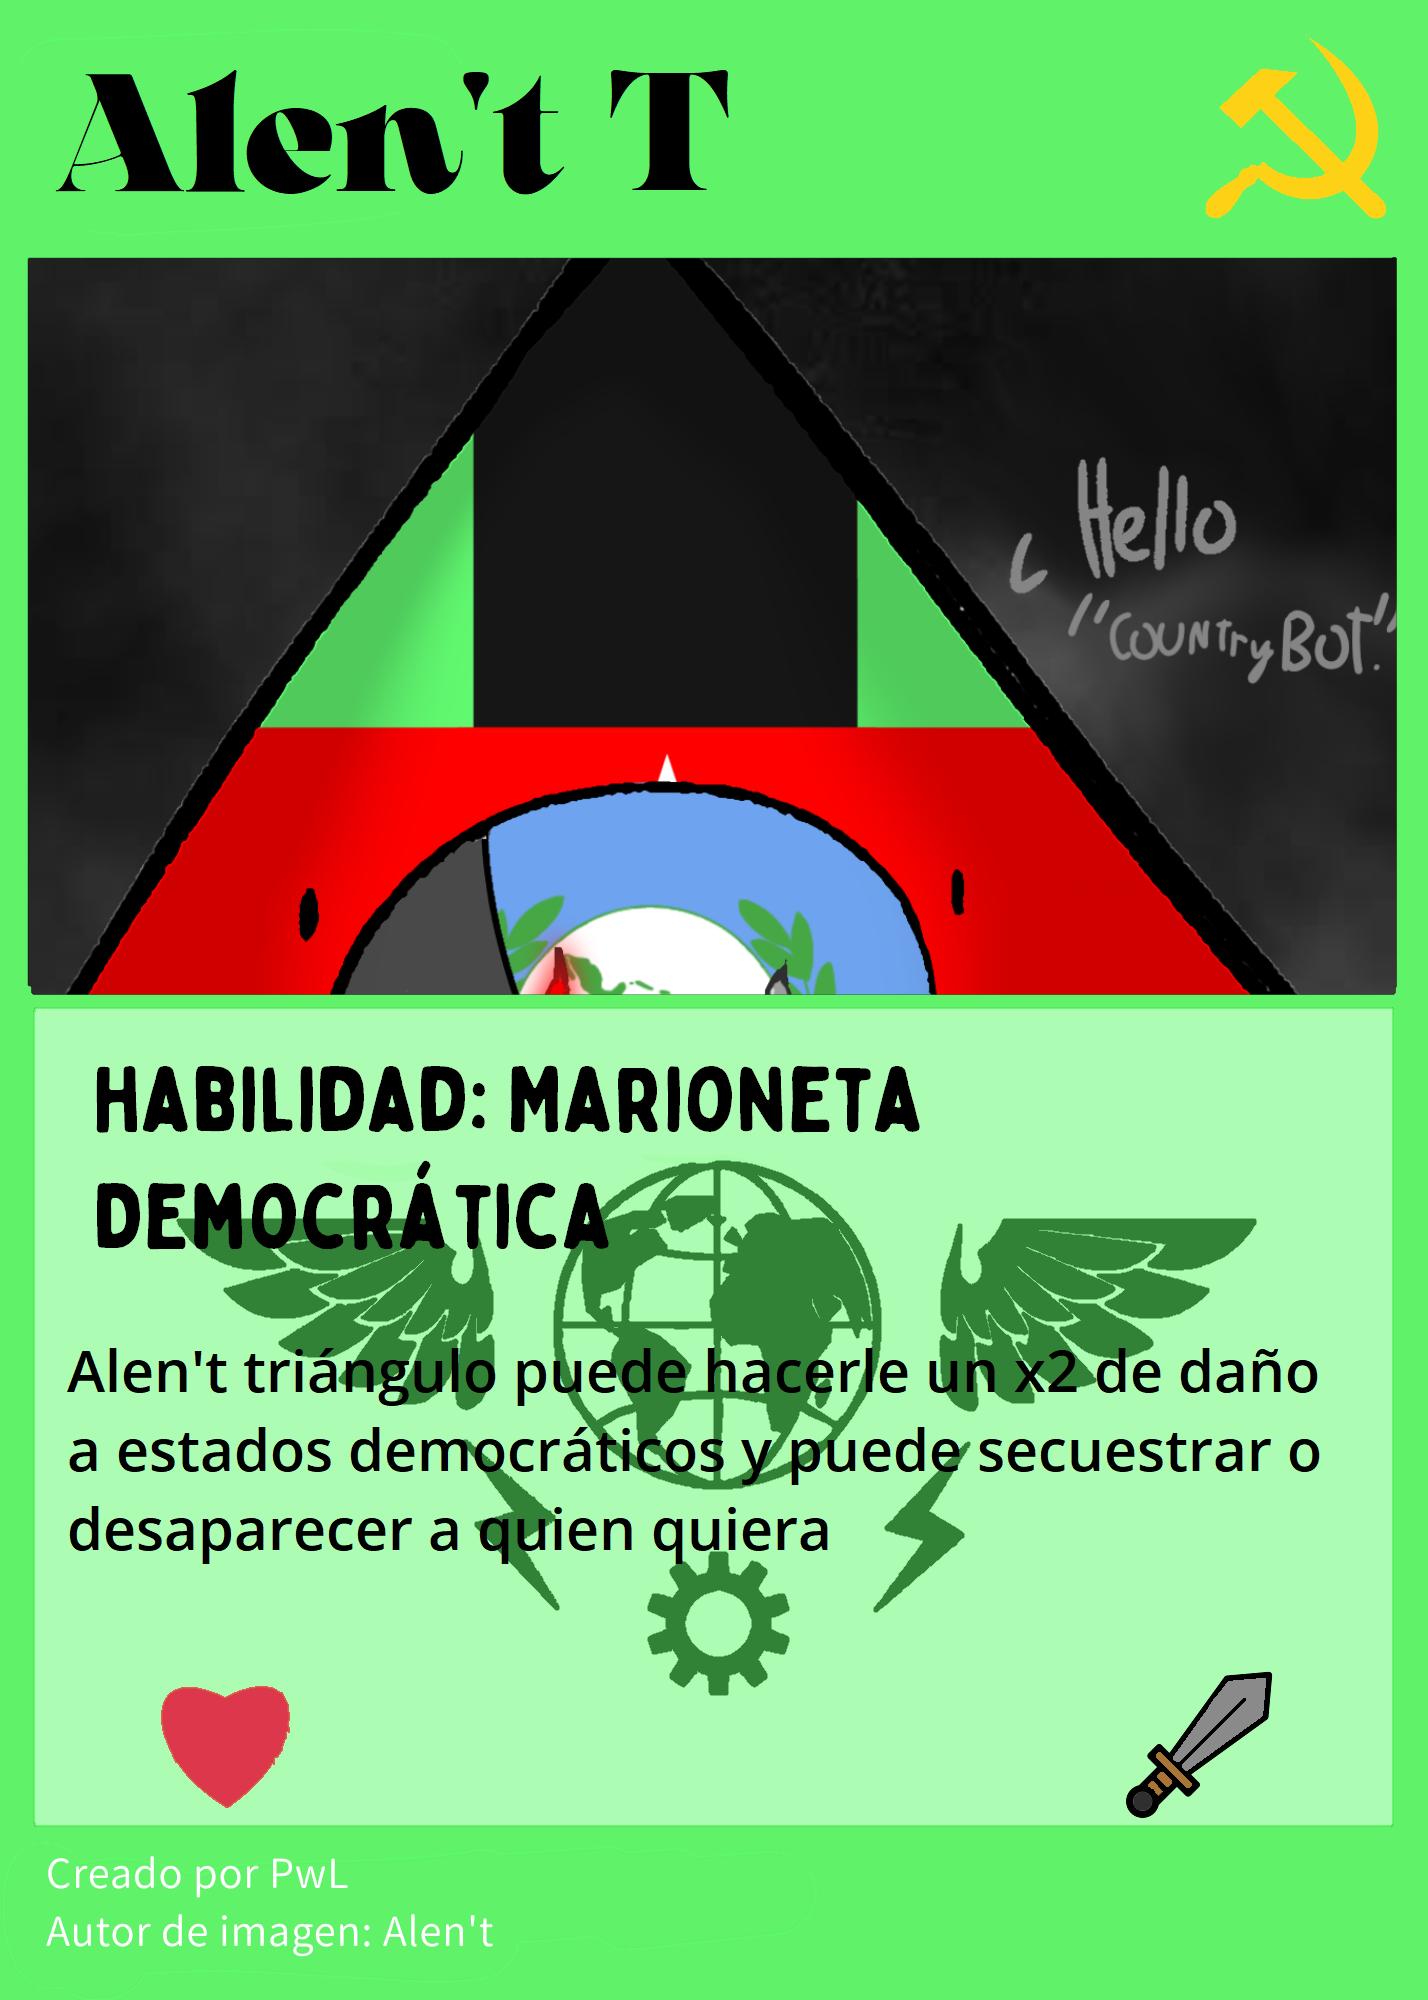 Alen't T
Hello
"COUNTryBOT."
HABILIDAD: MARIONETA
DEMOCRÁTICA
Alen't triángulo puede hacerle un x2 de daño
a estados democráticos y puede secuestrar o
desaparecer a quien quiera
Creado por PwL
Autor de imagen: Alen't